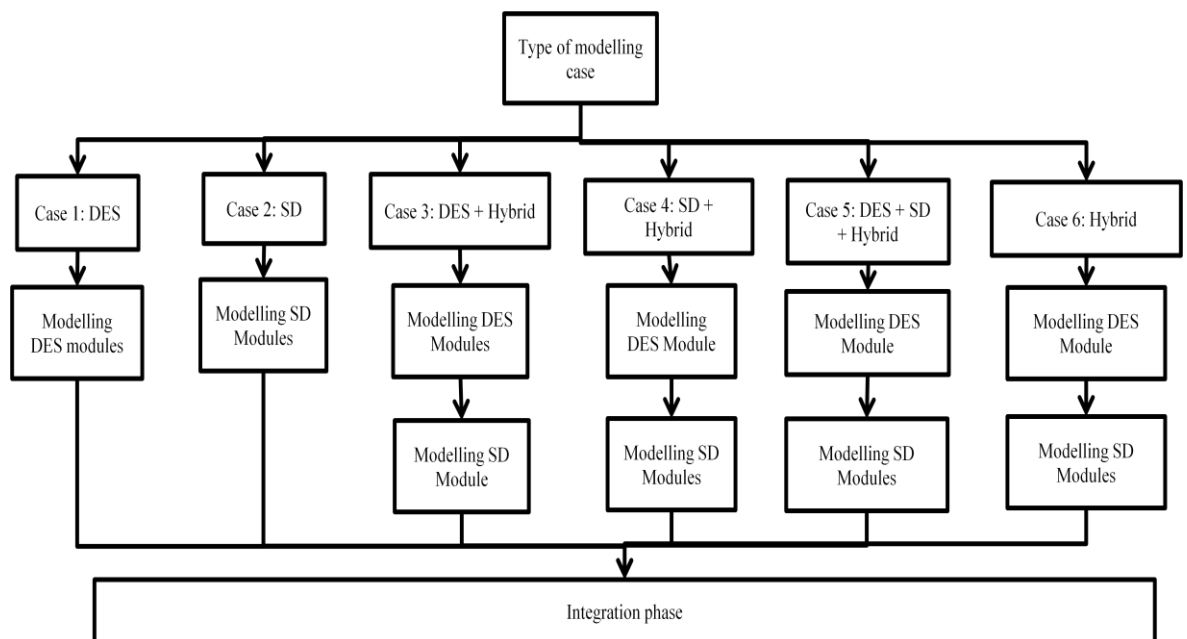 Type of modelling
case
Case 1: DES
Case 2: SD
Case 3: DES + Hybrid
Case 4: SD +
Hybrid
Case 5: DES + SD
+ Hybrid
Case 6: Hybrid
Modelling
DES modules
Modelling SD
Modules
Modelling DES
Modules
Modelling
DES Module
Modelling DES
Module
Modelling DES
Module
Modelling SD
Module
Modelling SD
Modules
Modelling SD
Modules
Modelling SD
Modules
Integration phase